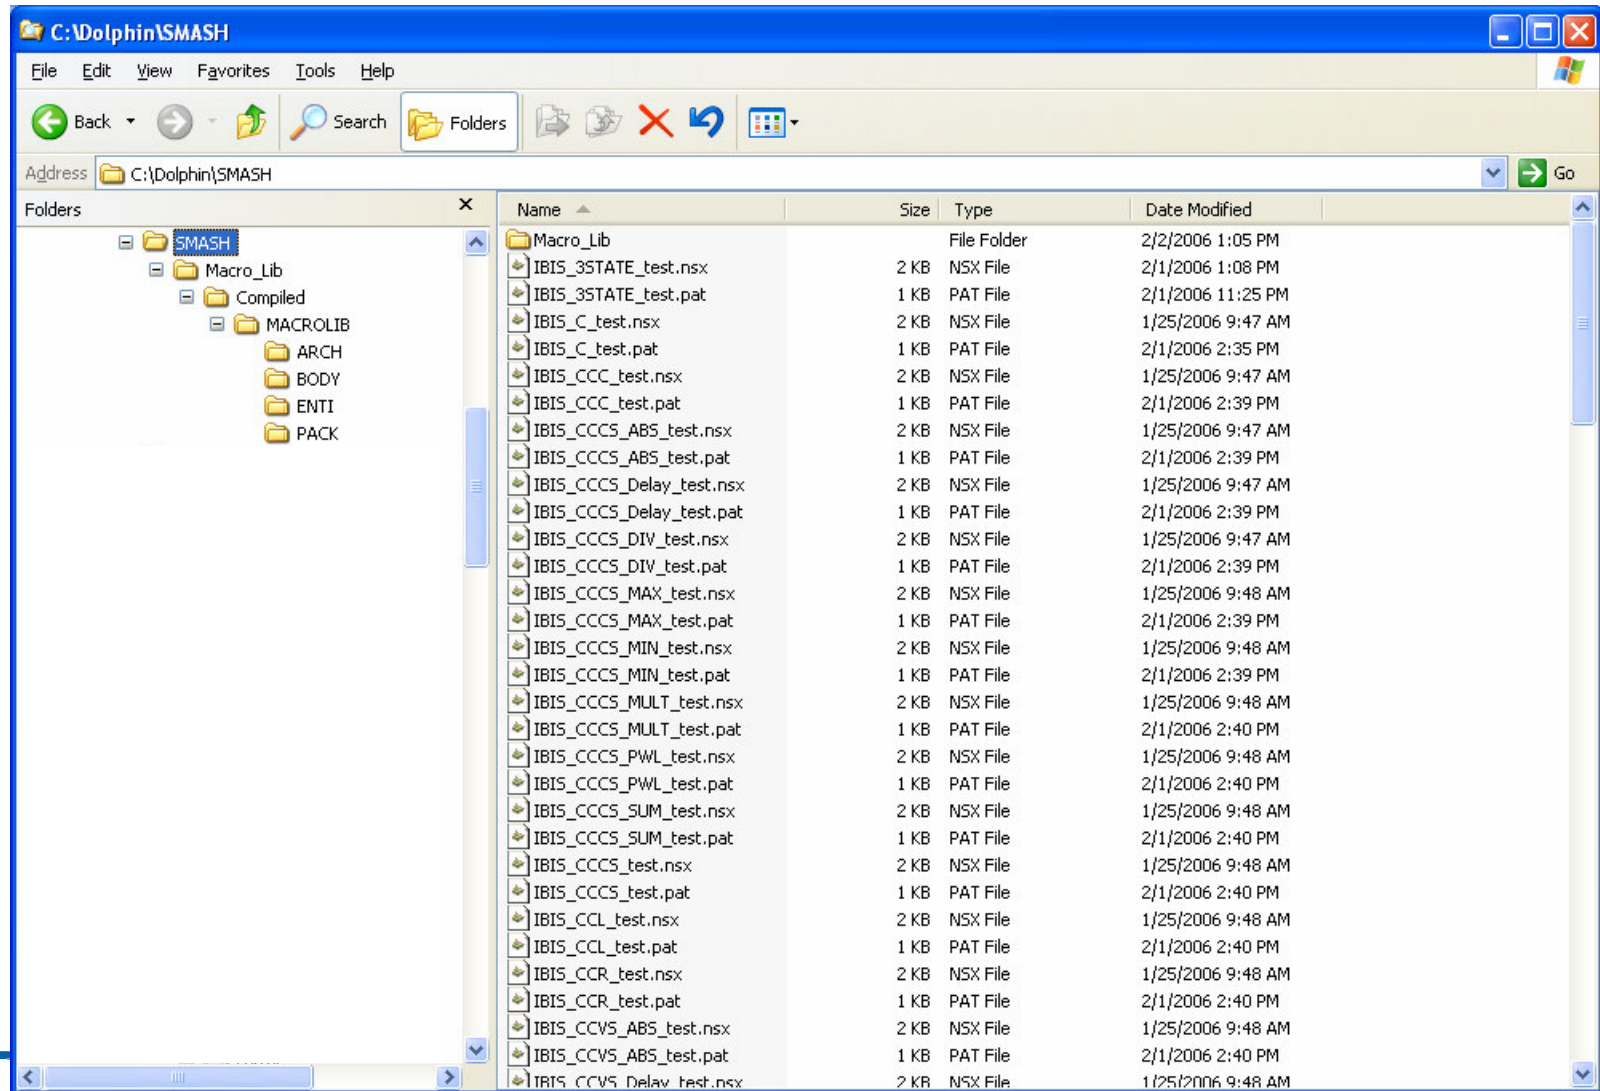 C:\Dolphin\SMASH
File Edit View Favorites Tools Help
Back Search Folders
Address C:\Dolphin\SMASH Go
Folders
SMASH
Macro_Lib
Compiled
MACROLIB
ARCH
BODY
ENTI
PACK
Name Size Type Date Modified
Macro_Lib File Folder 2/2/2006 1:05 PM
IBIS_3STATE_test.nsx 2 KB NSX File 2/1/2006 1:08 PM
IBIS_3STATE_test.pat 1 KB PAT File 2/1/2006 11:25 PM
IBIS_C_test.nsx 2 KB NSX File 1/25/2006 9:47 AM
IBIS_C_test.pat 1 KB PAT File 2/1/2006 2:35 PM
IBIS_CCC_test.nsx 2 KB NSX File 1/25/2006 9:47 AM
IBIS_CCC_test.pat 1 KB PAT File 2/1/2006 2:39 PM
IBIS_CCCS_ABS_test.nsx 2 KB NSX File 1/25/2006 9:47 AM
IBIS_CCCS_ABS_test.pat 1 KB PAT File 2/1/2006 2:39 PM
IBIS_CCCS_Delay_test.nsx 2 KB NSX File 1/25/2006 9:47 AM
IBIS_CCCS_Delay_test.pat 1 KB PAT File 2/1/2006 2:39 PM
IBIS_CCCS_DIV_test.nsx 2 KB NSX File 1/25/2006 9:47 AM
IBIS_CCCS_DIV_test.pat 1 KB PAT File 2/1/2006 2:39 PM
IBIS_CCCS_MAX_test.nsx 2 KB NSX File 1/25/2006 9:48 AM
IBIS_CCCS_MAX_test.pat 1 KB PAT File 2/1/2006 2:39 PM
IBIS_CCCS_MIN_test.nsx 2 KB NSX File 1/25/2006 9:48 AM
IBIS_CCCS_MIN_test.pat 1 KB PAT File 2/1/2006 2:39 PM
IBIS_CCCS_MULT_test.nsx 2 KB NSX File 1/25/2006 9:48 AM
IBIS_CCCS_MULT_test.pat 1 KB PAT File 2/1/2006 2:40 PM
IBIS_CCCS_PWL_test.nsx 2 KB NSX File 1/25/2006 9:48 AM
IBIS_CCCS_PWL_test.pat 1 KB PAT File 2/1/2006 2:40 PM
IBIS_CCCS_SUM_test.nsx 2 KB NSX File 1/25/2006 9:48 AM
IBIS_CCCS_SUM_test.pat 1 KB PAT File 2/1/2006 2:40 PM
IBIS_CCCS_test.nsx 2 KB NSX File 1/25/2006 9:48 AM
IBIS_CCCS_test.pat 1 KB PAT File 2/1/2006 2:40 PM
IBIS_CCL_test.nsx 2 KB NSX File 1/25/2006 9:48 AM
IBIS_CCL_test.pat 1 KB PAT File 2/1/2006 2:40 PM
IBIS_CCR_test.nsx 2 KB NSX File 1/25/2006 9:48 AM
IBIS_CCR_test.pat 1 KB PAT File 2/1/2006 2:40 PM
IBIS_CCVS_ABS_test.nsx 2 KB NSX File 1/25/2006 9:48 AM
IBIS_CCVS_ABS_test.pat 1 KB PAT File 2/1/2006 2:40 PM
IBIS_CCVS_Delay_test.nsx 2 KB NSX File 1/25/2006 9:48 AM